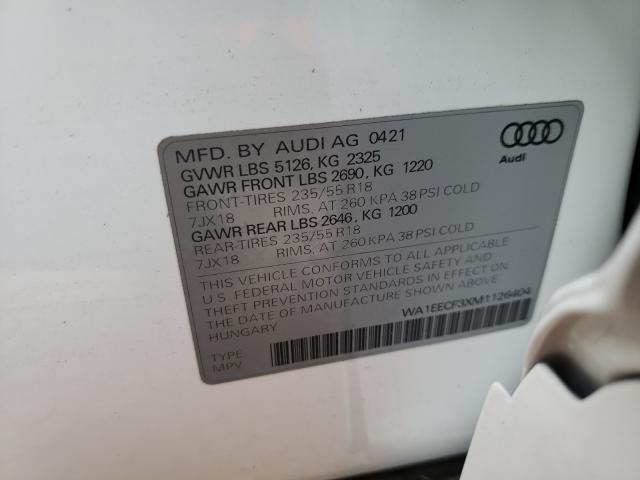 MFD. BY AUDI AG 0421
GVWR LBS 5126, KG 2325
GAWR FRONT LBS 2690, KG 1220
FRONT-TIRES 235/55 R18
7JX18 RIMS, AT 260 KPA 38 PSI COLD
GAWR REAR LBS 2646, KG 1200
REAR-TIRES 235/55 R18
7JX18 RIMS, AT 260 KPA 38 PSI COLD
THIS VEHICLE CONFORMS TO ALL APPLICABLE
U.S. FEDERAL MOTOR VEHICLE SAFETY AND
THEFT PREVENTION STANDARDS IN EFFECT ON
THE DATE OF MANUFACTURE SHOWN ABOVE
HUNGARY
WA1EECF3XM1126404
TYPE
MPV
Audi